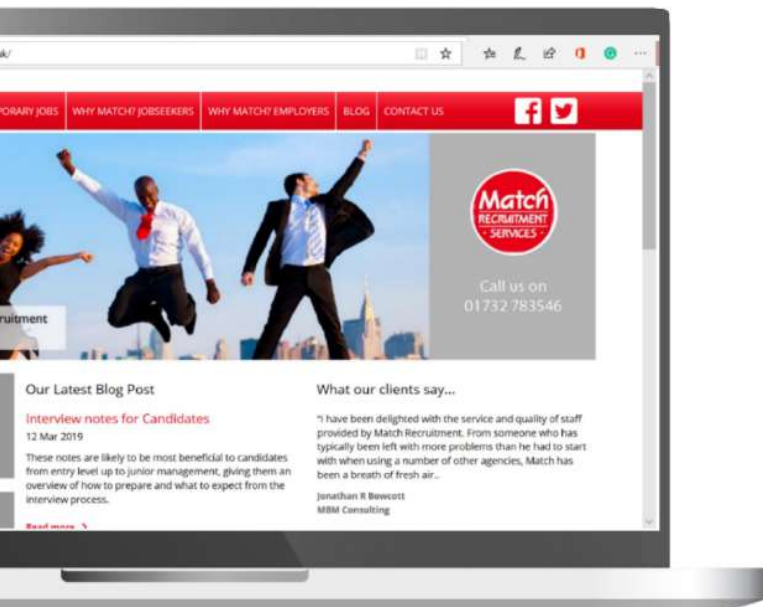 uk/
PORARY JOBS WHY MATCH? JOBSEEKERS WHY MATCH? EMPLOYERS BLOG CONTACT US
Match
RECRUITMENT
- SERVICES -
Call us on
01732 783546
ruitment
Our Latest Blog Post
Interview notes for Candidates
12 Mar 2019
These notes are likely to be most beneficial to candidates
from entry level up to junior management, giving them an
overview of how to prepare and what to expect from the
interview process.
Read more
What our clients say...
"I have been delighted with the service and quality of staff
provided by Match Recruitment. From someone who has
typically been left with more problems than he had to start
with when using a number of other agencies, Match has
been a breath of fresh air...
Jonathan R Bowcott
MBM Consulting